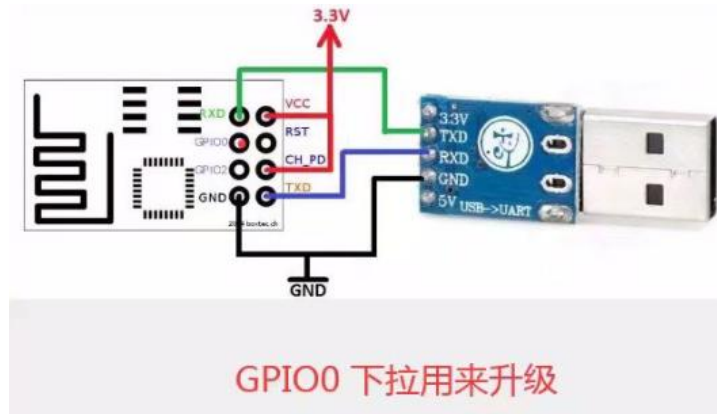 3.3V
RXD VCC
GPIO0 RST
GPIO2 CH_PD
GND TXD
3.3V
TXD
RXD
GND
5V USB->UART
GND
GPIO0 下拉用来升级